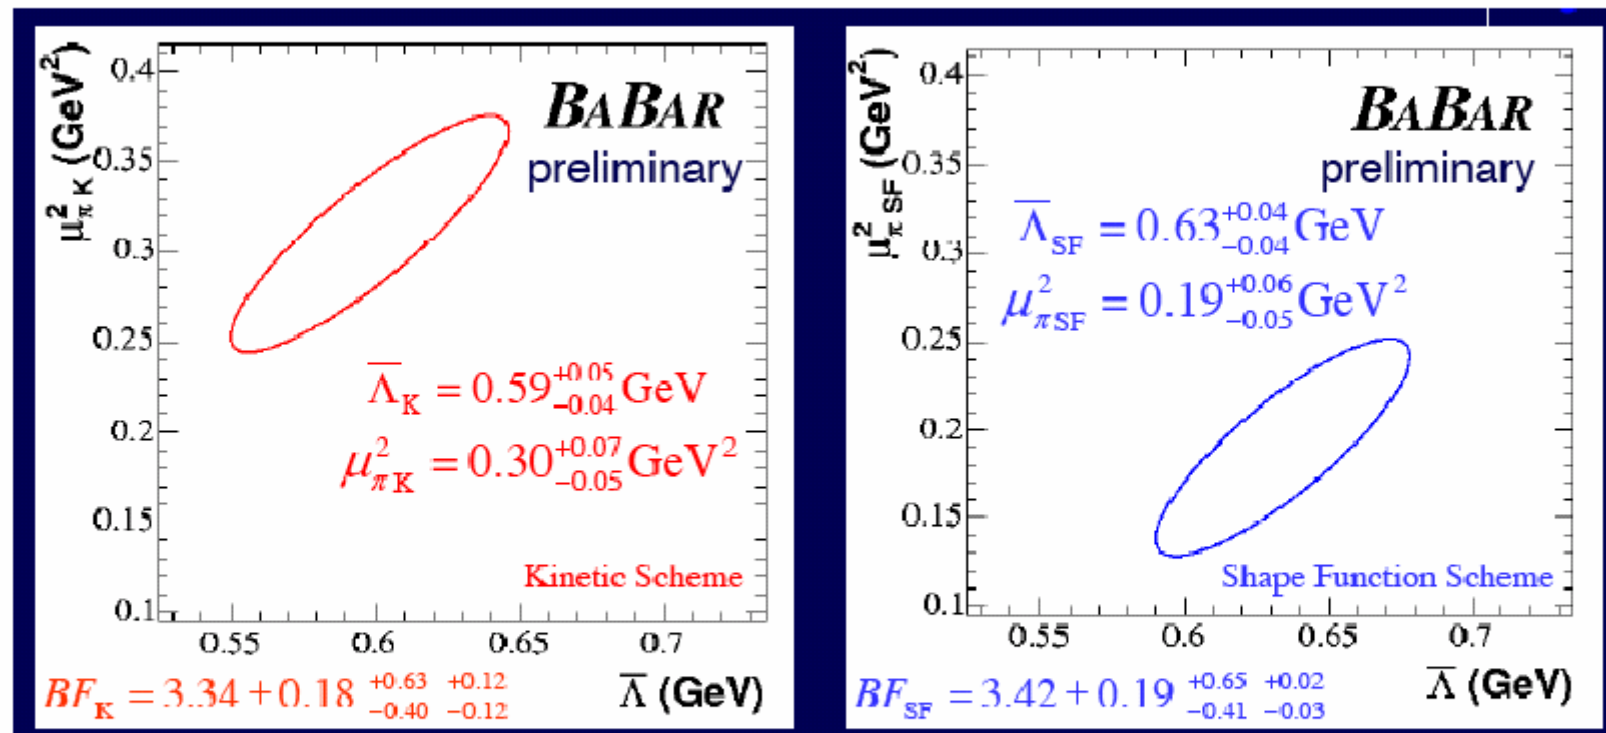 μ²π K (GeV²)
0.4
0.35
0.3
0.25
0.2
0.15
0.1
BABAR
preliminary
Λ̅K = 0.59 +0.05 −0.04 GeV
μ²πK = 0.30 +0.07 −0.05 GeV²
Kinetic Scheme
0.55 0.6 0.65 0.7
BFK = 3.34 + 0.18 +0.63 −0.40 +0.12 −0.12
Λ̅ (GeV)
μ²π SF (GeV²)
0.4
0.35
0.3
0.25
0.2
0.15
0.1
BABAR
preliminary
Λ̅SF = 0.63 +0.04 −0.04 GeV
μ²πSF = 0.19 +0.06 −0.05 GeV²
Shape Function Scheme
0.55 0.6 0.65 0.7
BFSF = 3.42 + 0.19 +0.65 −0.41 +0.02 −0.03
Λ̅ (GeV)